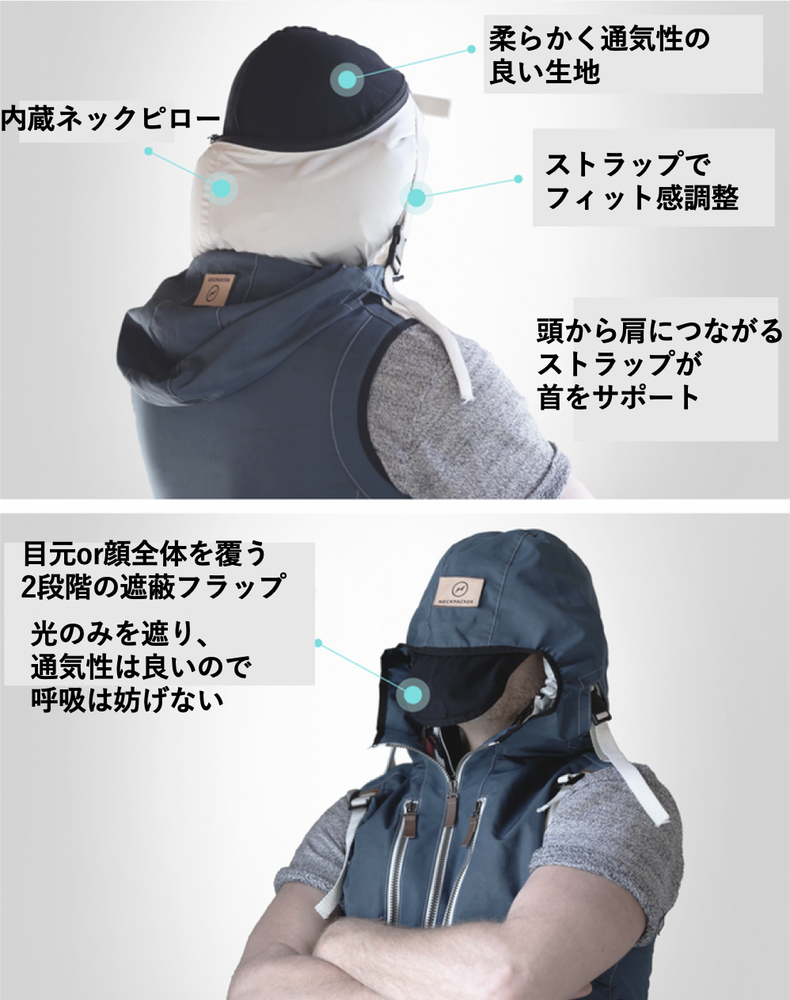 柔らかく通気性の
良い生地
内蔵ネックピロー
ストラップで
フィット感調整
頭から肩につながる
ストラップが
首をサポート
目元or顔全体を覆う
2段階の遮蔽フラップ
光のみを遮り、
通気性は良いので
呼吸は妨げない
NECKPACKER